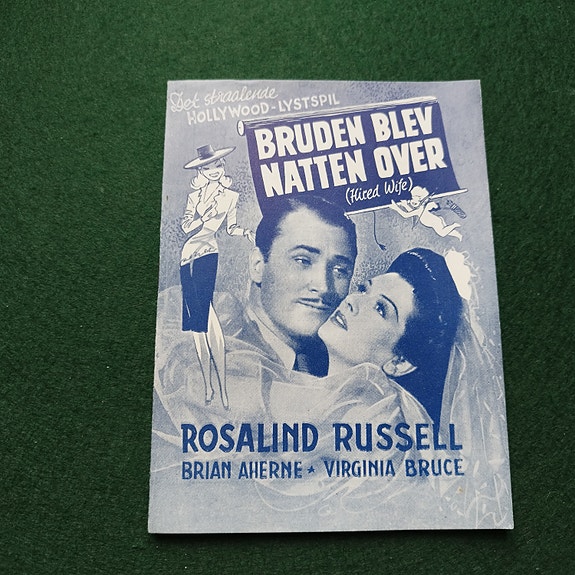 Det straalende
HOLLYWOOD-LYSTSPIL
BRUDEN BLEV
NATTEN OVER
(Hired Wife)
ROSALIND RUSSELL
BRIAN AHERNE ★ VIRGINIA BRUCE